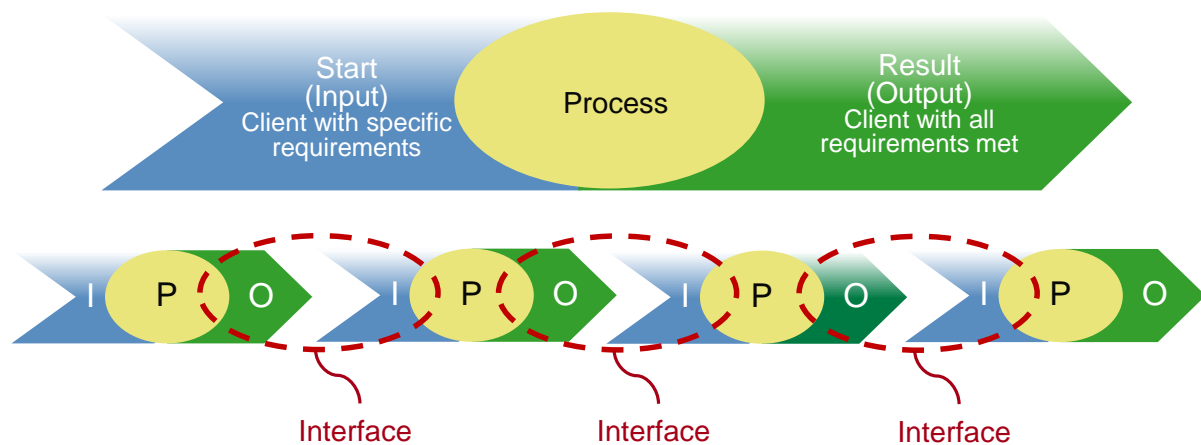 Start
(Input)
Client with specific
requirements
Process
Result
(Output)
Client with all
requirements met
I P O I P O I P O I P O
Interface Interface Interface